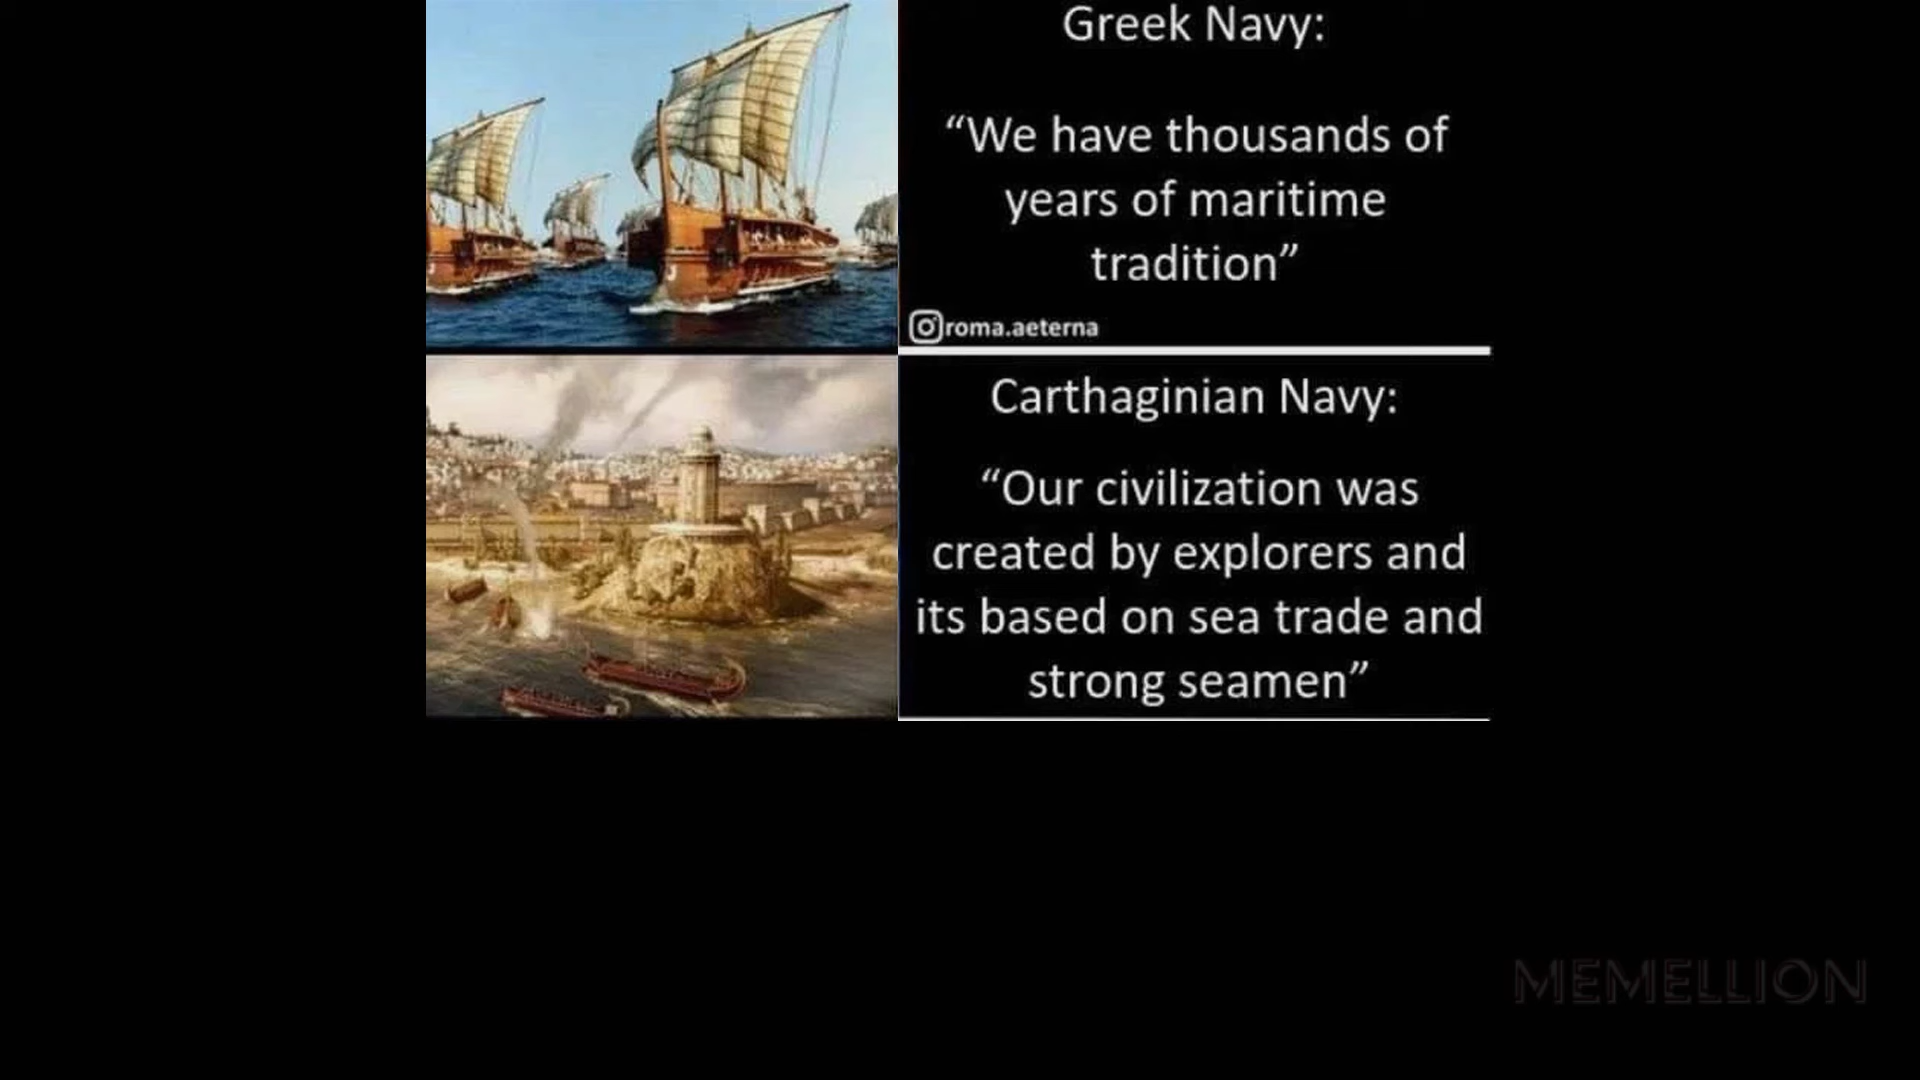 Greek Navy:
“We have thousands of
years of maritime
tradition”
roma.aeterna
Carthaginian Navy:
“Our civilization was
created by explorers and
its based on sea trade and
strong seamen”
MEMELLION